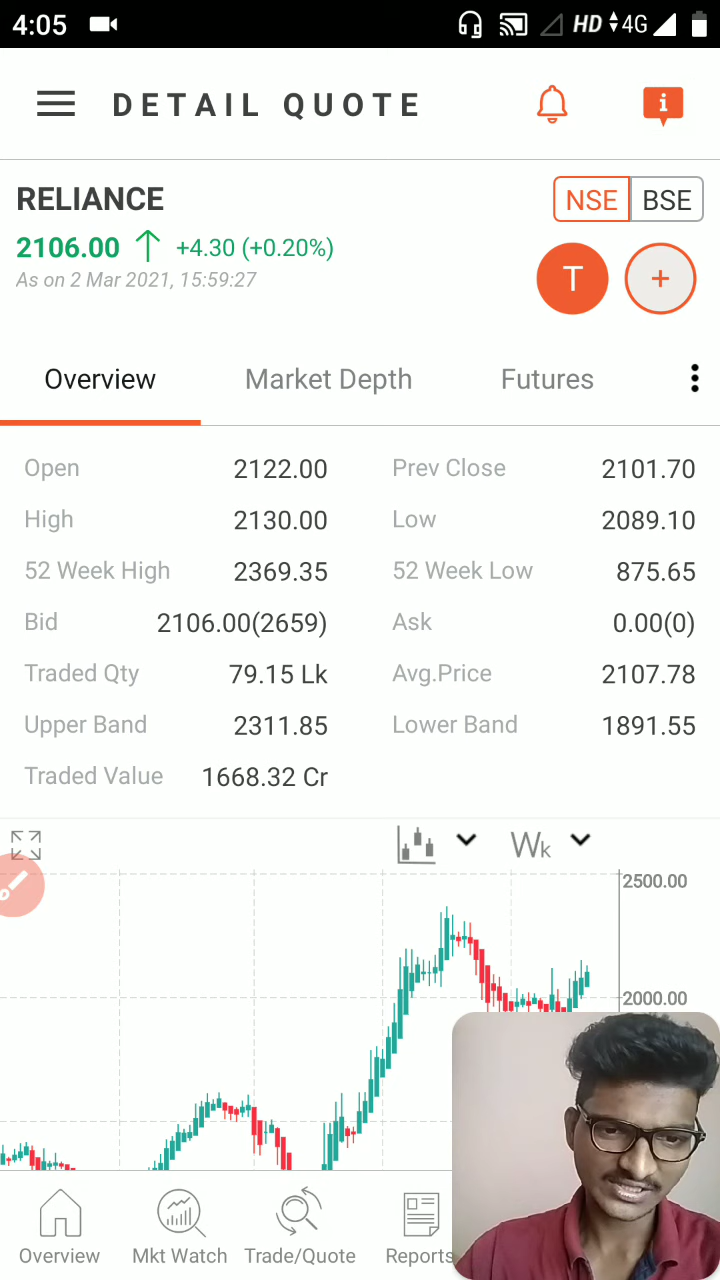 4:05 HD 4G
DETAIL QUOTE
RELIANCE NSE BSE
2106.00 +4.30 (+0.20%)
As on 2 Mar 2021, 15:59:27
T +
Overview Market Depth Futures
Open 2122.00 Prev Close 2101.70
High 2130.00 Low 2089.10
52 Week High 2369.35 52 Week Low 875.65
Bid 2106.00(2659) Ask 0.00(0)
Traded Qty 79.15 Lk Avg.Price 2107.78
Upper Band 2311.85 Lower Band 1891.55
Traded Value 1668.32 Cr
Wk
2500.00
2000.00
Overview Mkt Watch Trade/Quote Reports